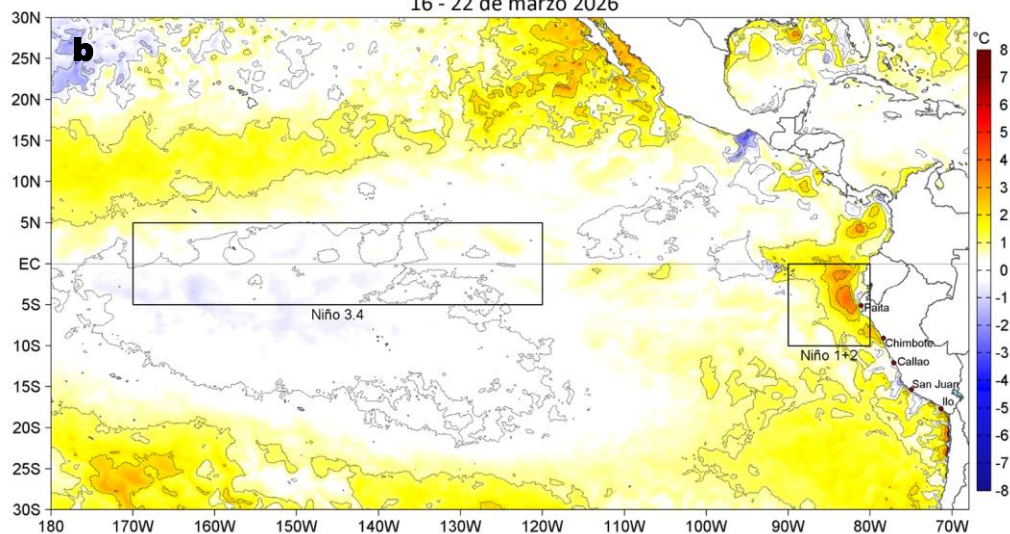 16 - 22 de marzo 2026
b
°C
30N
25N
20N
15N
10N
5N
EC
5S
10S
15S
20S
25S
30S
180 170W 160W 150W 140W 130W 120W 110W 100W 90W 80W 70W
Niño 3.4
Niño 1+2
Paita
Chimbote
Callao
San Juan
Ilo
8
7
6
5
4
3
2
1
0
-1
-2
-3
-4
-5
-6
-7
-8